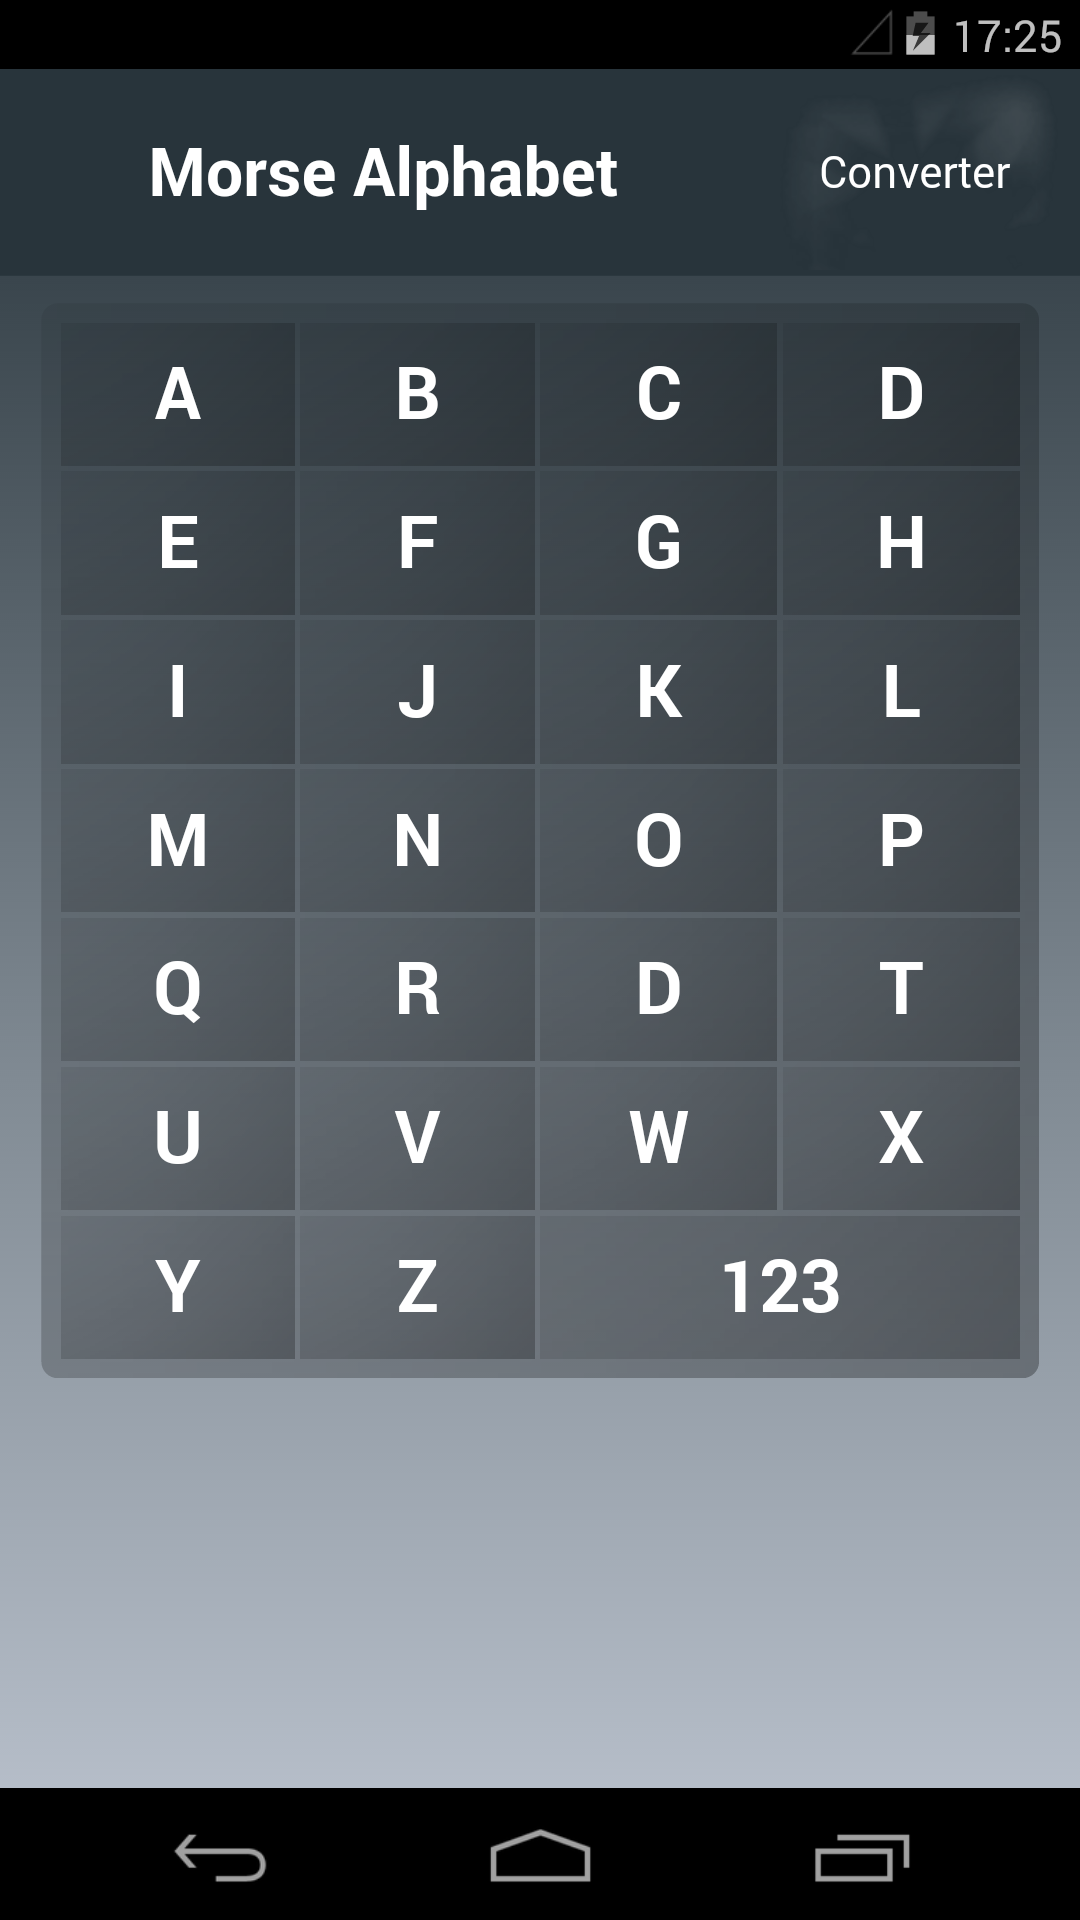 17:25
Morse Alphabet Converter
A B C D
E F G H
I J K L
M N O P
Q R D T
U V W X
Y Z 123